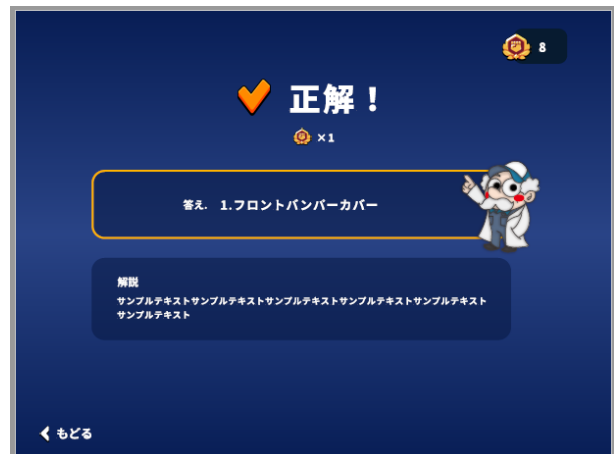 8
正解！
×1
答え. 1.フロントバンパーカバー
解説
サンプルテキストサンプルテキストサンプルテキストサンプルテキストサンプルテキスト
サンプルテキスト
もどる